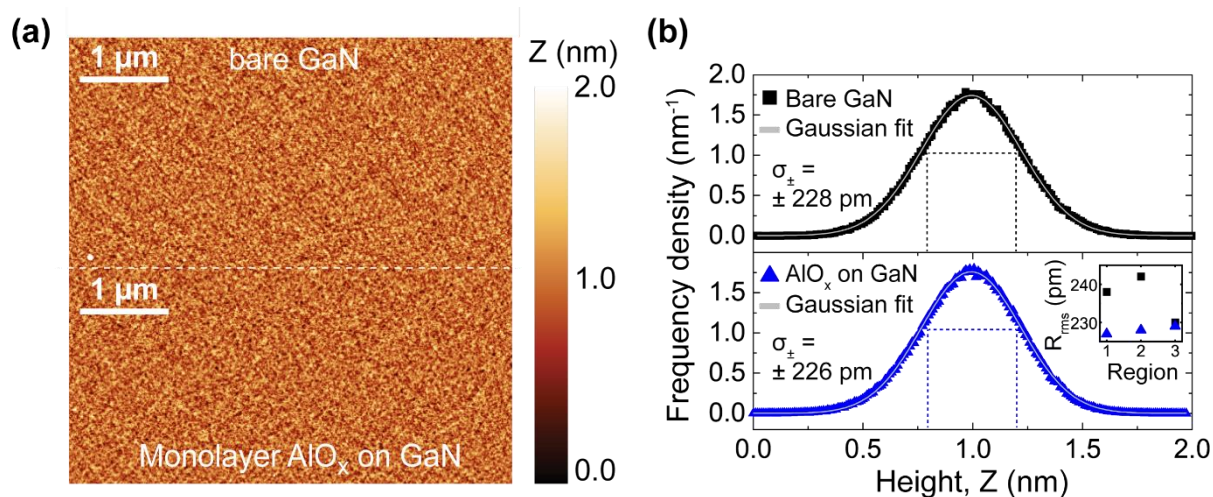 (a)
1 µm
bare GaN
1 µm
Monolayer AlOₓ on GaN
Z (nm)
2.0
1.0
0.0
(b)
Frequency density (nm⁻¹)
2.0
1.5
1.0
0.5
0.0
Bare GaN
Gaussian fit
σ± =
± 228 pm
1.5
1.0
0.5
0.0
AlOₓ on GaN
Gaussian fit
σ± =
± 226 pm
Rrms (pm)
240
230
1 2 3
Region
0.0 0.5 1.0 1.5 2.0
Height, Z (nm)